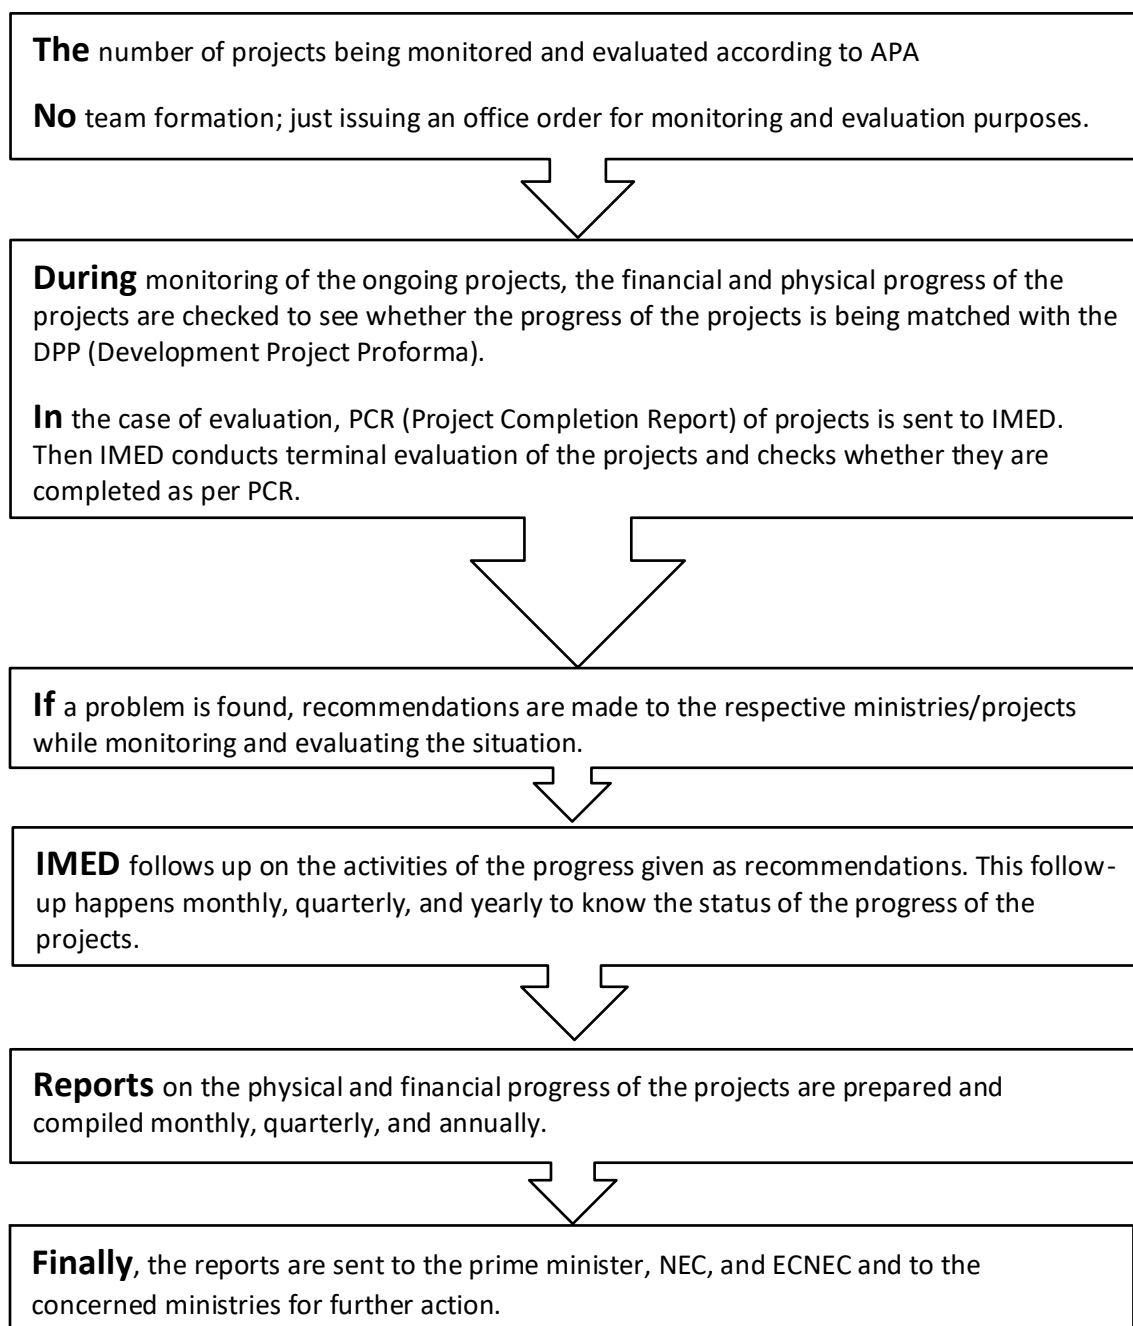 The number of projects being monitored and evaluated according to APA
No team formation; just issuing an office order for monitoring and evaluation purposes.
During monitoring of the ongoing projects, the financial and physical progress of the
projects are checked to see whether the progress of the projects is being matched with the
DPP (Development Project Proforma).
In the case of evaluation, PCR (Project Completion Report) of projects is sent to IMED.
Then IMED conducts terminal evaluation of the projects and checks whether they are
completed as per PCR.
If a problem is found, recommendations are made to the respective ministries/projects
while monitoring and evaluating the situation.
IMED follows up on the activities of the progress given as recommendations. This follow-
up happens monthly, quarterly, and yearly to know the status of the progress of the
projects.
Reports on the physical and financial progress of the projects are prepared and
compiled monthly, quarterly, and annually.
Finally, the reports are sent to the prime minister, NEC, and ECNEC and to the
concerned ministries for further action.